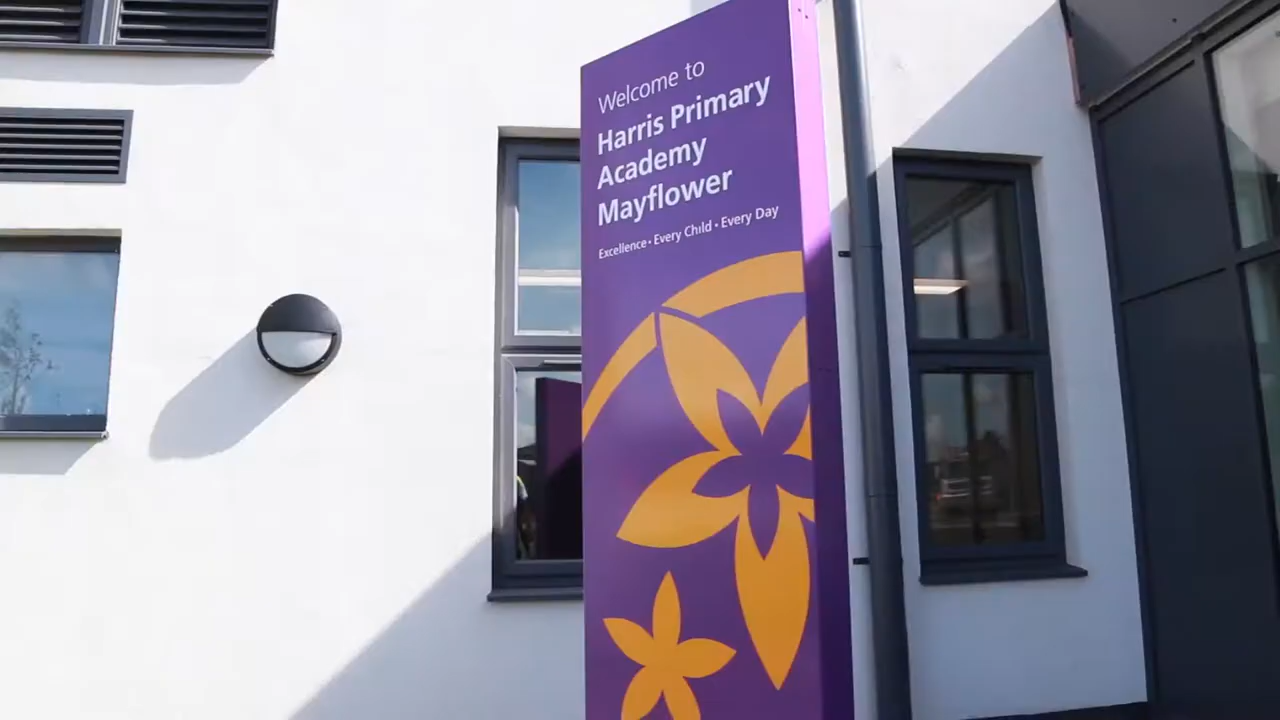 Welcome to
Harris Primary
Academy
Mayflower
Excellence • Every Child • Every Day